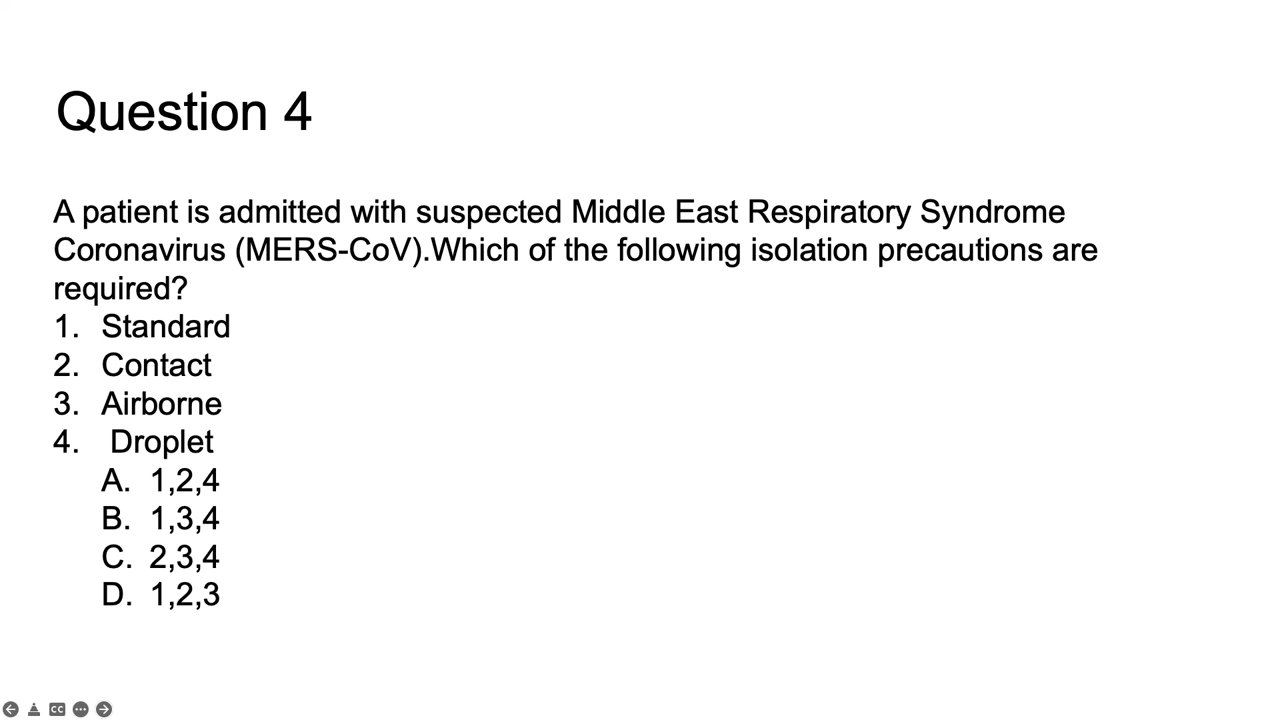 Question 4
A patient is admitted with suspected Middle East Respiratory Syndrome
Coronavirus (MERS-CoV).Which of the following isolation precautions are
required?
1. Standard
2. Contact
3. Airborne
4. Droplet
A. 1,2,4
B. 1,3,4
C. 2,3,4
D. 1,2,3
CC